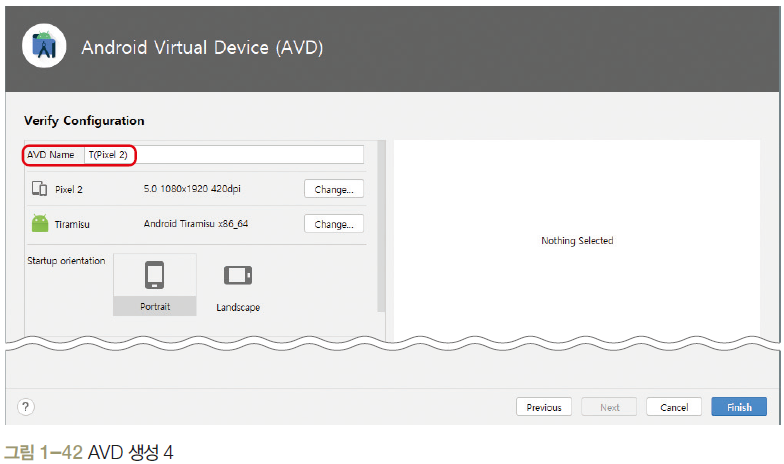 Android Virtual Device (AVD)
Verify Configuration
AVD Name T(Pixel 2)
Pixel 2 5.0 1080x1920 420dpi Change...
Tiramisu Android Tiramisu x86_64 Change...
Nothing Selected
Startup orientation
Portrait Landscape
? Previous Next Cancel Finish
그림 1-42 AVD 생성 4